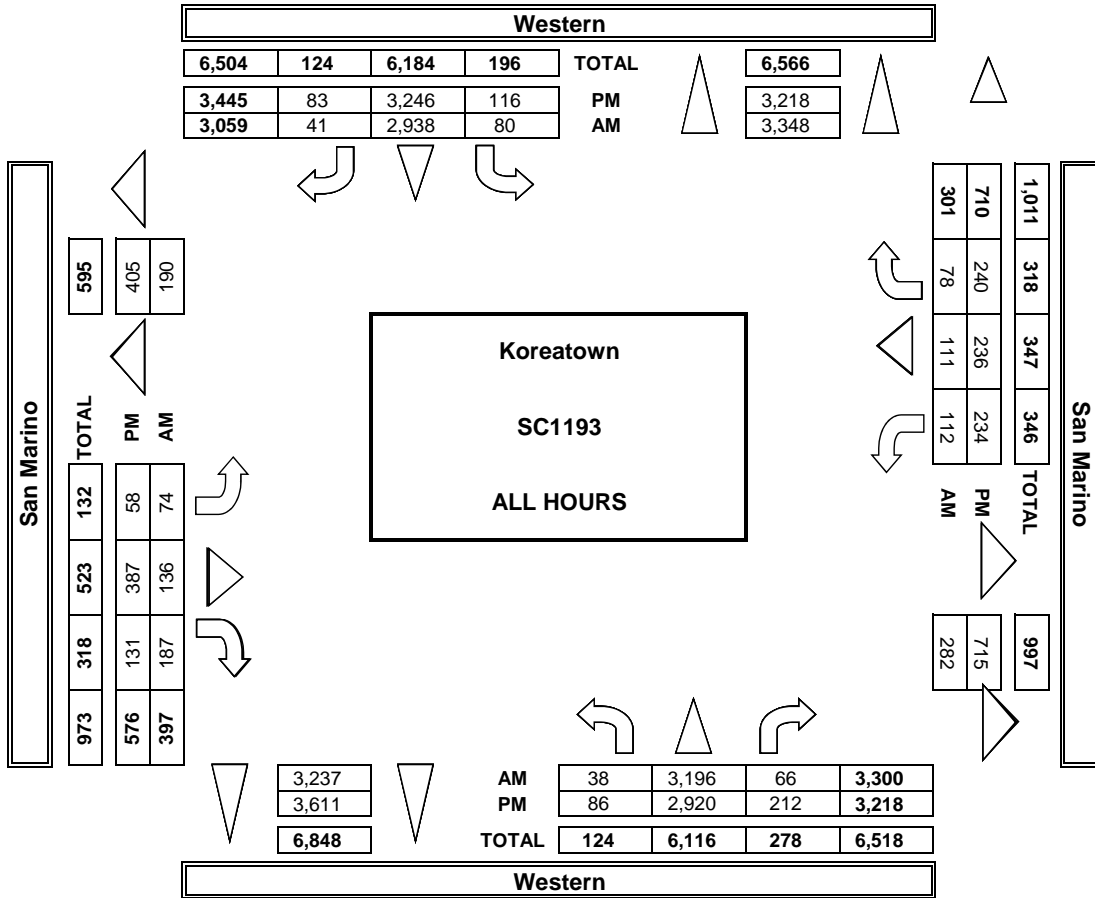 Western
6,504 124 6,184 196 TOTAL 6,566
3,445 83 3,246 116 PM 3,218
3,059 41 2,938 80 AM 3,348
San Marino
595
405
190
TOTAL
PM
AM
132 523 318 973
58 387 131 576
74 136 187 397
Koreatown
SC1193
ALL HOURS
1,011 318 347 346 TOTAL 997
710 240 236 234 PM 715
301 78 111 112 AM 282
San Marino
3,237 AM 38 3,196 66 3,300
3,611 PM 86 2,920 212 3,218
6,848 TOTAL 124 6,116 278 6,518
Western